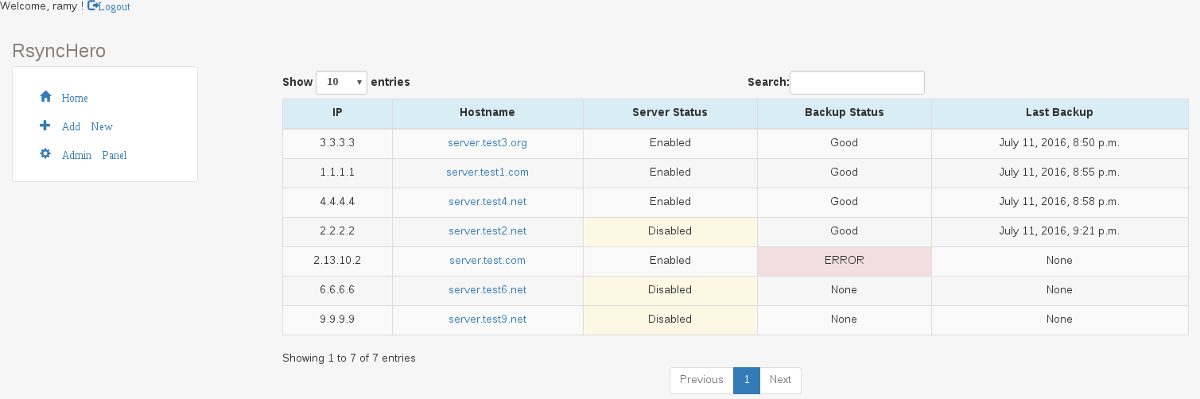 Welcome, ramy ! Logout
RsyncHero
Home
Add New
Admin Panel
Show 10 entries Search:
IP Hostname Server Status Backup Status Last Backup
3.3.3.3 server.test3.org Enabled Good July 11, 2016, 8:50 p.m.
1.1.1.1 server.test1.com Enabled Good July 11, 2016, 8:55 p.m.
4.4.4.4 server.test4.net Enabled Good July 11, 2016, 8:58 p.m.
2.2.2.2 server.test2.net Disabled Good July 11, 2016, 9:21 p.m.
2.13.10.2 server.test.com Enabled ERROR None
6.6.6.6 server.test6.net Disabled None None
9.9.9.9 server.test9.net Disabled None None
Showing 1 to 7 of 7 entries
Previous 1 Next